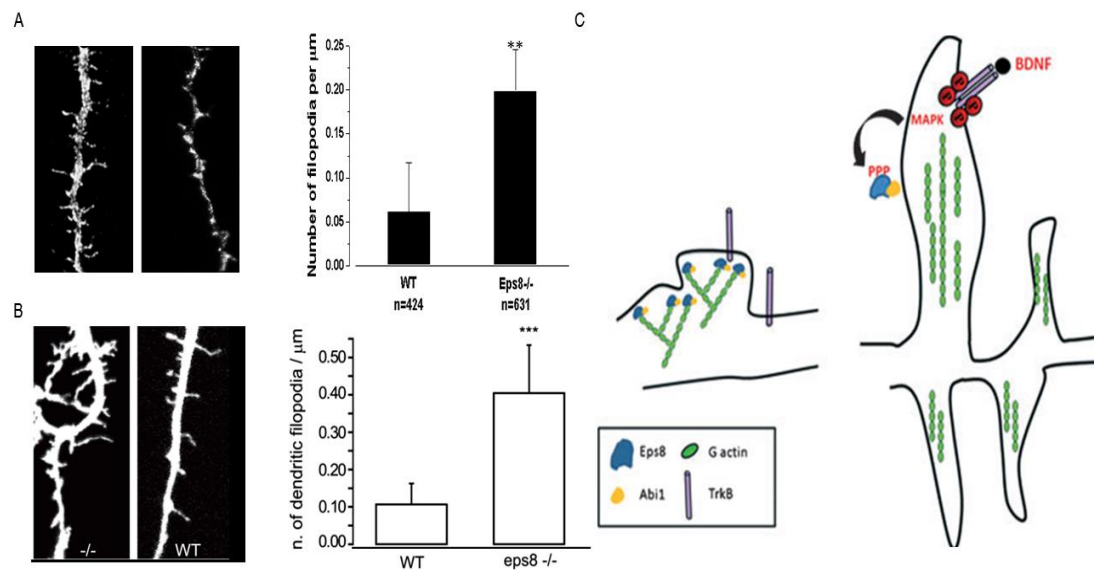 A
**
Number of filopodia per µm
0.25
0.20
0.15
0.10
0.05
0.00
WT
n=424
Eps8-/-
n=631
B
-/-
WT
***
n. of dendritic filopodia / µm
0.50
0.40
0.30
0.20
0.10
0.00
WT
eps8 -/-
C
BDNF
P
P
P
P
MAPK
PPP
Eps8
G actin
Abi1
TrkB